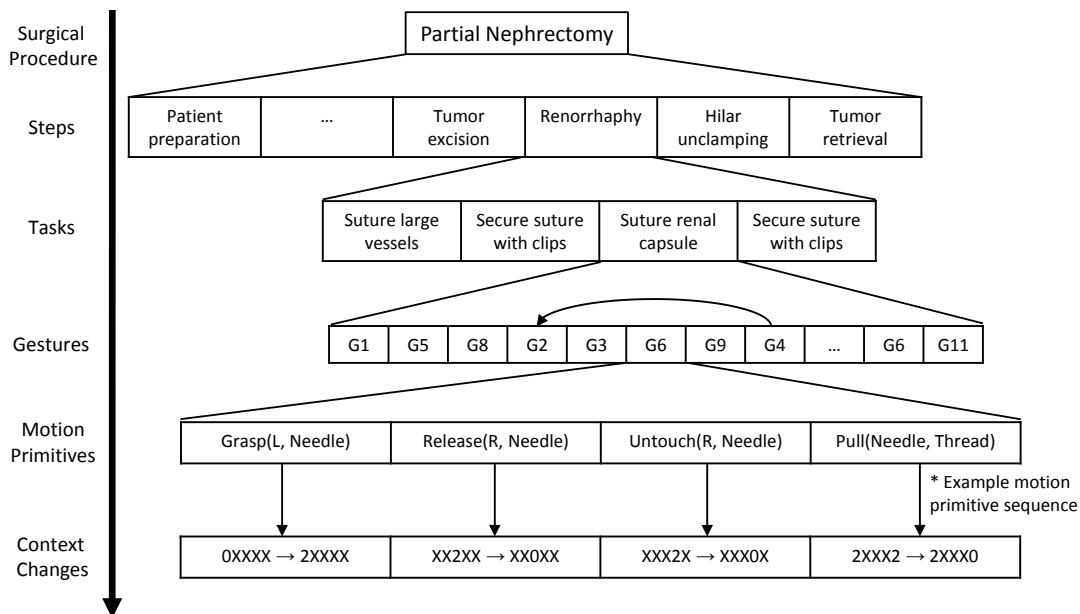 Surgical
Procedure
Partial Nephrectomy
Steps
Patient
preparation
...
Tumor
excision
Renorrhaphy
Hilar
unclamping
Tumor
retrieval
Tasks
Suture large
vessels
Secure suture
with clips
Suture renal
capsule
Secure suture
with clips
Gestures
G1
G5
G8
G2
G3
G6
G9
G4
...
G6
G11
Motion
Primitives
Grasp(L, Needle)
Release(R, Needle)
Untouch(R, Needle)
Pull(Needle, Thread)
* Example motion
primitive sequence
Context
Changes
0XXXX → 2XXXX
XX2XX → XX0XX
XXX2X → XXX0X
2XXX2 → 2XXX0